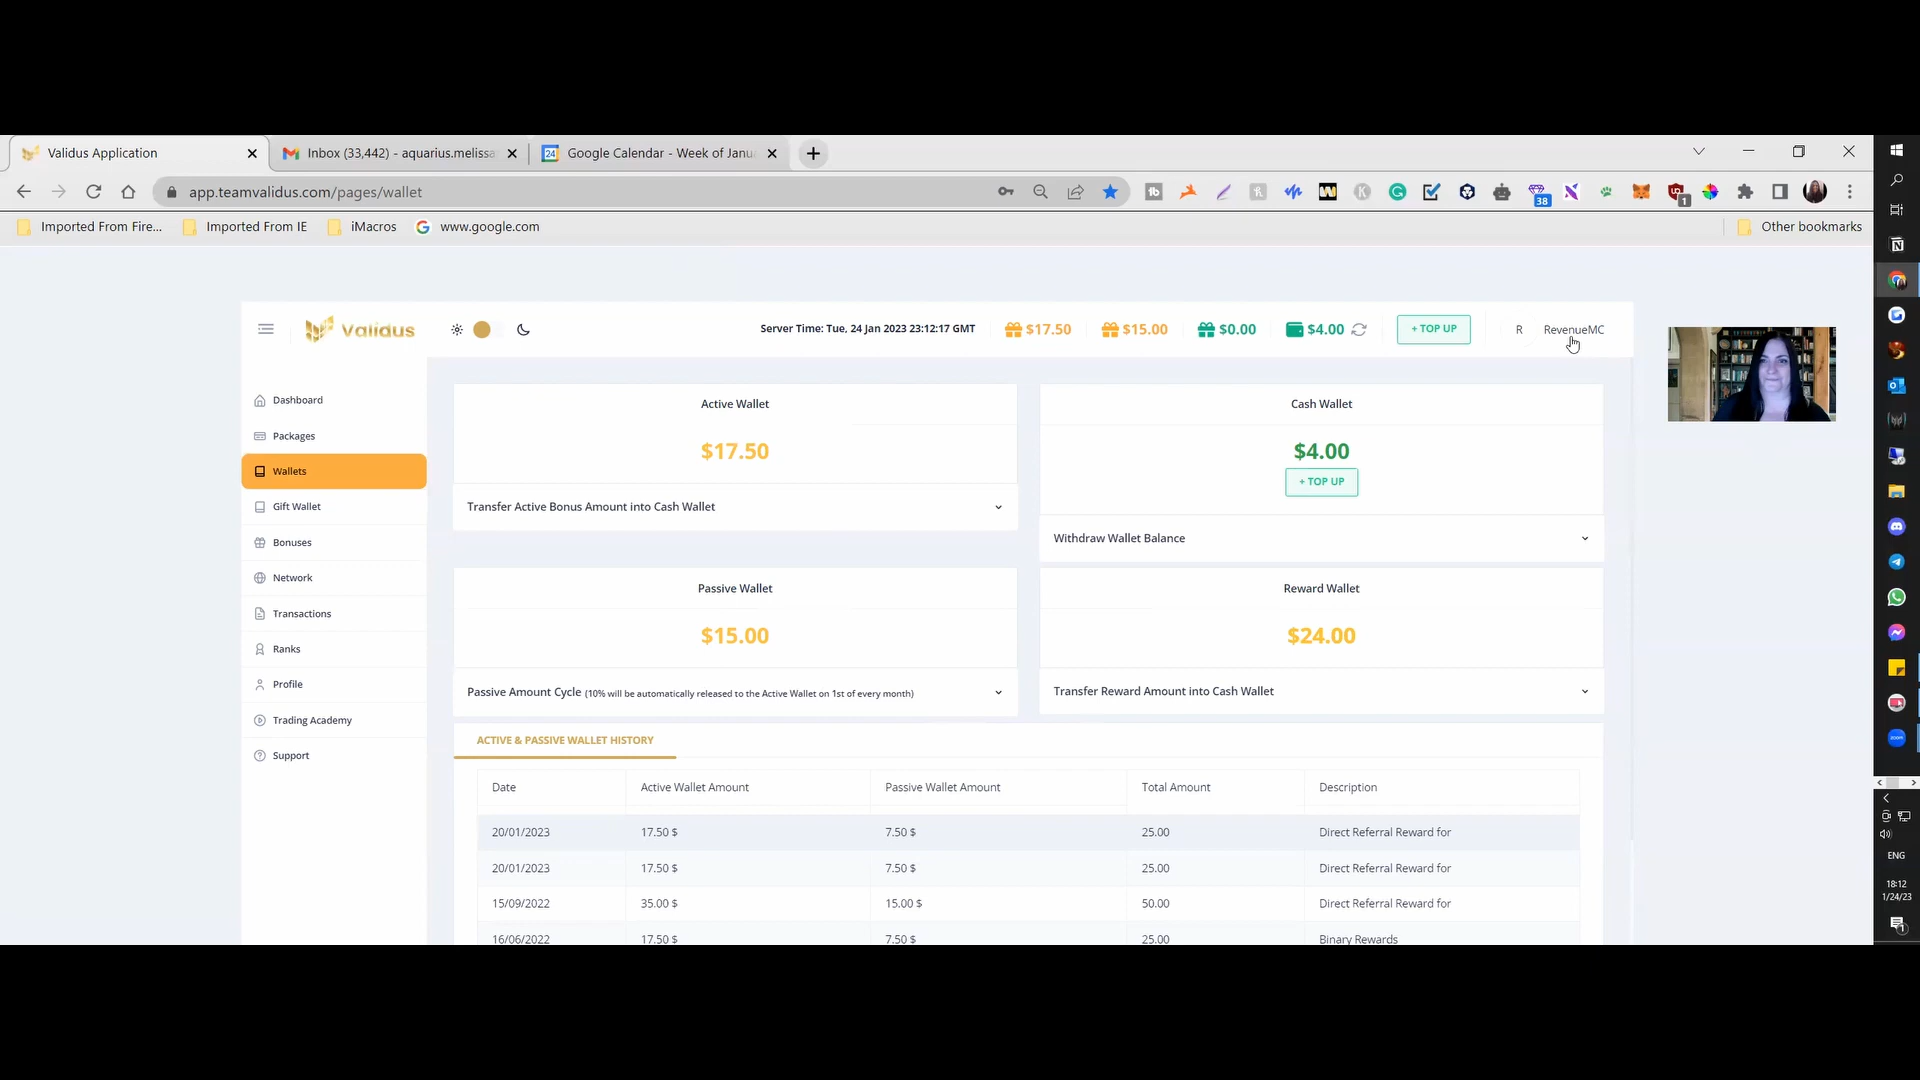 Validus Application
Inbox (33,442) - aquarius.melissa
Google Calendar - Week of Janu
app.teamvalidus.com/pages/wallet
38
1
Imported From Fire...
Imported From IE
iMacros
www.google.com
Other bookmarks
Validus
Server Time: Tue, 24 Jan 2023 23:12:17 GMT
$17.50
$15.00
$0.00
$4.00
+ TOP UP
R
RevenueMC
Dashboard
Packages
Wallets
Gift Wallet
Bonuses
Network
Transactions
Ranks
Profile
Trading Academy
Support
Active Wallet
$17.50
Transfer Active Bonus Amount into Cash Wallet
Cash Wallet
$4.00
+ TOP UP
Withdraw Wallet Balance
Passive Wallet
$15.00
Passive Amount Cycle (10% will be automatically released to the Active Wallet on 1st of every month)
Reward Wallet
$24.00
Transfer Reward Amount into Cash Wallet
ACTIVE & PASSIVE WALLET HISTORY
Date Active Wallet Amount Passive Wallet Amount Total Amount Description
20/01/2023 17.50 $ 7.50 $ 25.00 Direct Referral Reward for
20/01/2023 17.50 $ 7.50 $ 25.00 Direct Referral Reward for
15/09/2022 35.00 $ 15.00 $ 50.00 Direct Referral Reward for
16/06/2022 17.50 $ 7.50 $ 25.00 Binary Rewards
ENG
18:12
1/24/23